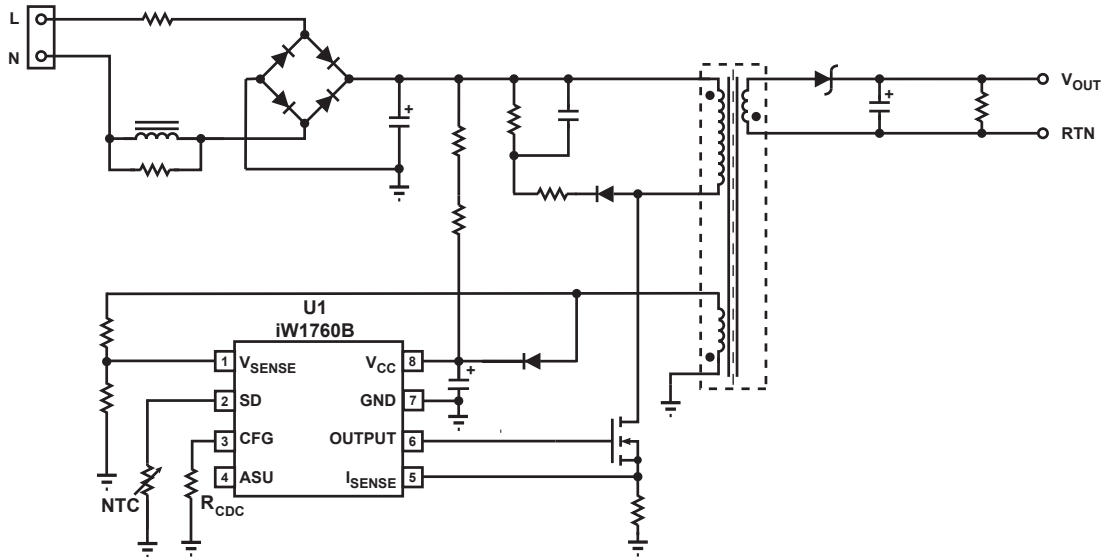 L
N
VOUT
RTN
U1
iW1760B
1 VSENSE
VCC 8
2 SD
GND 7
3 CFG
OUTPUT 6
4 ASU
ISENSE 5
NTC
RCDC
+
+
+